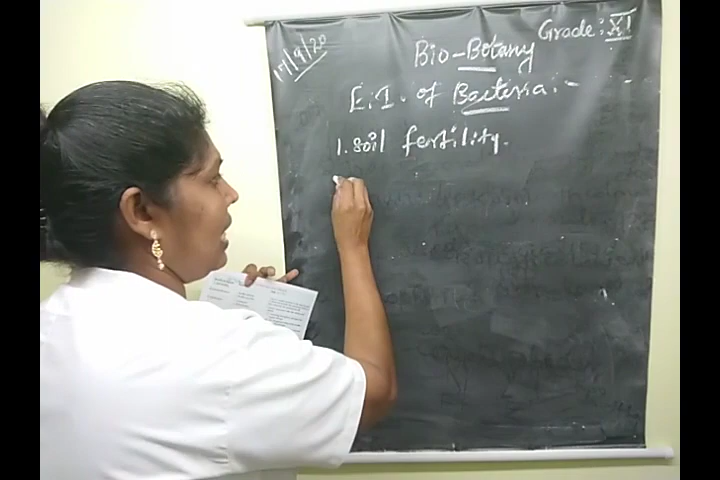 17/9/20
Grade: XI
Bio-Botany
E.I. of Bacteria:-
1. Soil fertility.